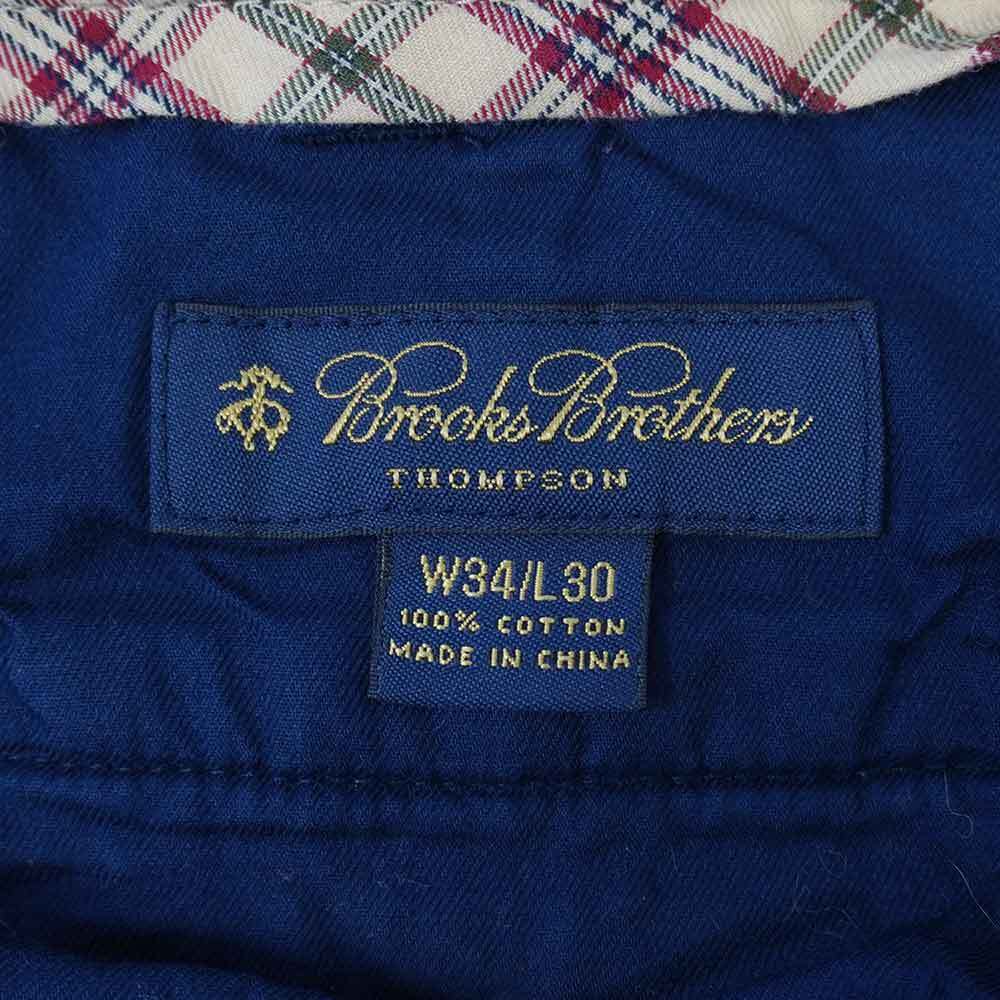 Brooks Brothers
THOMPSON
W34/L30
100% COTTON
MADE IN CHINA